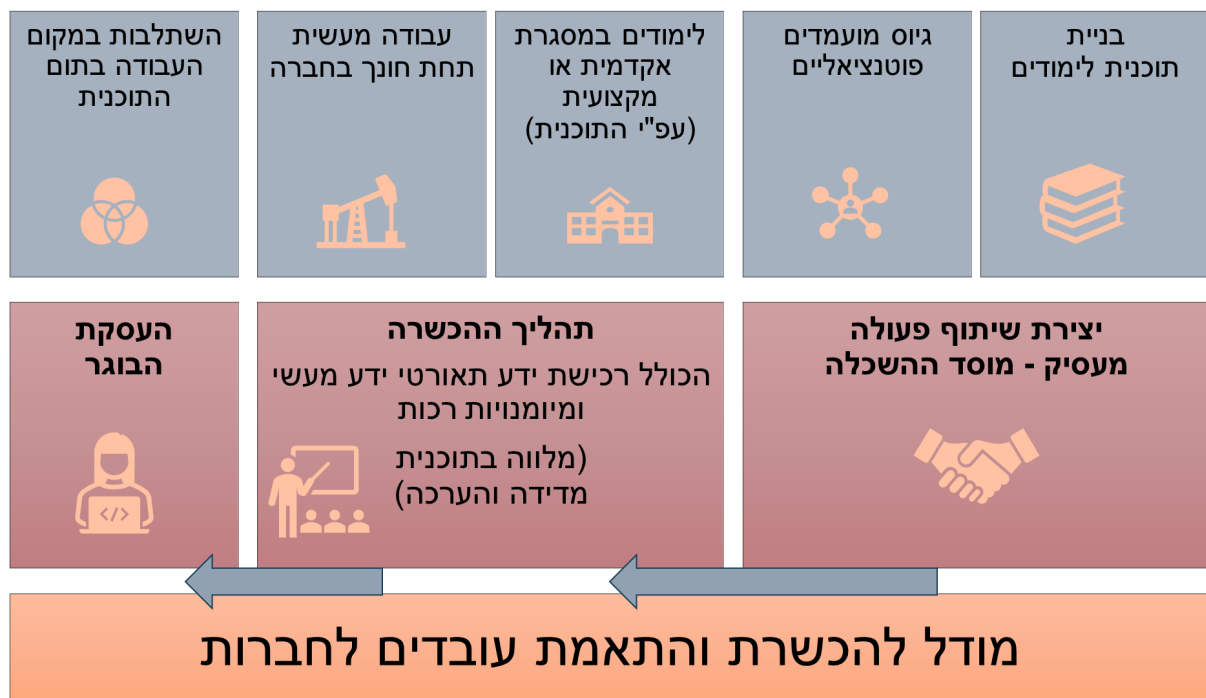 בניית
תוכנית לימודים
גיוס מועמדים
פוטנציאליים
לימודים במסגרת
אקדמית או
מקצועית
(עפ"י התוכנית)
עבודה מעשית
תחת חונך בחברה
השתלבות במקום
העבודה בתום
התוכנית
יצירת שיתוף פעולה
מעסיק - מוסד ההשכלה
תהליך ההכשרה
הכולל רכישת ידע תאורטי ידע מעשי
ומיומנויות רכות
(מלווה בתוכנית
מדידה והערכה)
העסקת
הבוגר
</>
מודל להכשרת והתאמת עובדים לחברות